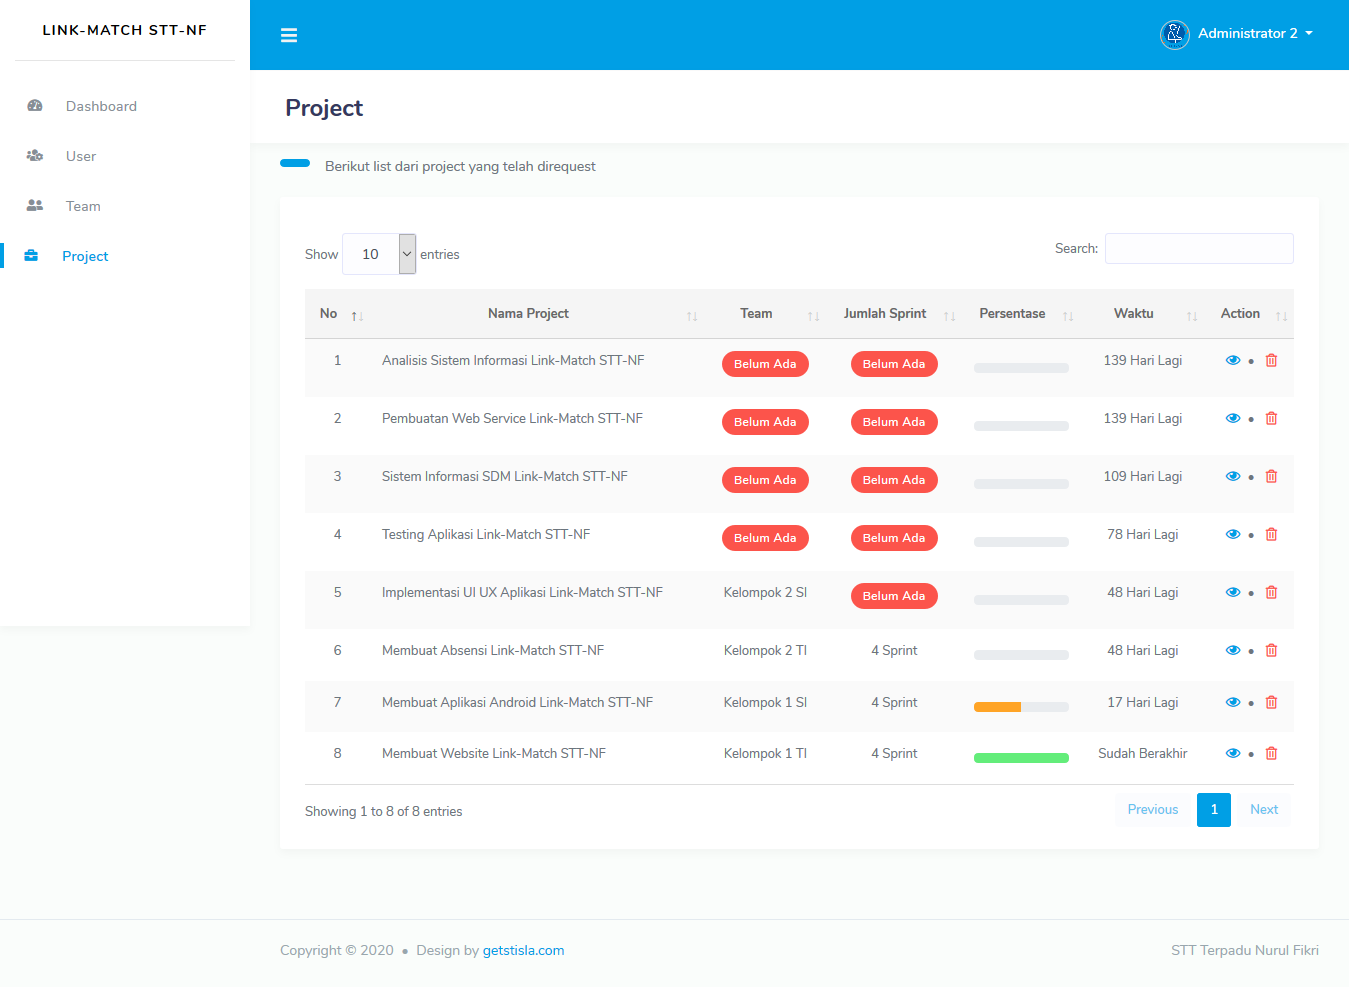 LINK-MATCH STT-NF
Administrator 2
Dashboard
User
Team
Project
Project
Berikut list dari project yang telah direquest
Show 10 entries
Search:
No Nama Project Team Jumlah Sprint Persentase Waktu Action
1 Analisis Sistem Informasi Link-Match STT-NF Belum Ada Belum Ada 139 Hari Lagi
2 Pembuatan Web Service Link-Match STT-NF Belum Ada Belum Ada 139 Hari Lagi
3 Sistem Informasi SDM Link-Match STT-NF Belum Ada Belum Ada 109 Hari Lagi
4 Testing Aplikasi Link-Match STT-NF Belum Ada Belum Ada 78 Hari Lagi
5 Implementasi UI UX Aplikasi Link-Match STT-NF Kelompok 2 SI Belum Ada 48 Hari Lagi
6 Membuat Absensi Link-Match STT-NF Kelompok 2 TI 4 Sprint 48 Hari Lagi
7 Membuat Aplikasi Android Link-Match STT-NF Kelompok 1 SI 4 Sprint 17 Hari Lagi
8 Membuat Website Link-Match STT-NF Kelompok 1 TI 4 Sprint Sudah Berakhir
Showing 1 to 8 of 8 entries
Previous 1 Next
Copyright © 2020 • Design by getstisla.com
STT Terpadu Nurul Fikri